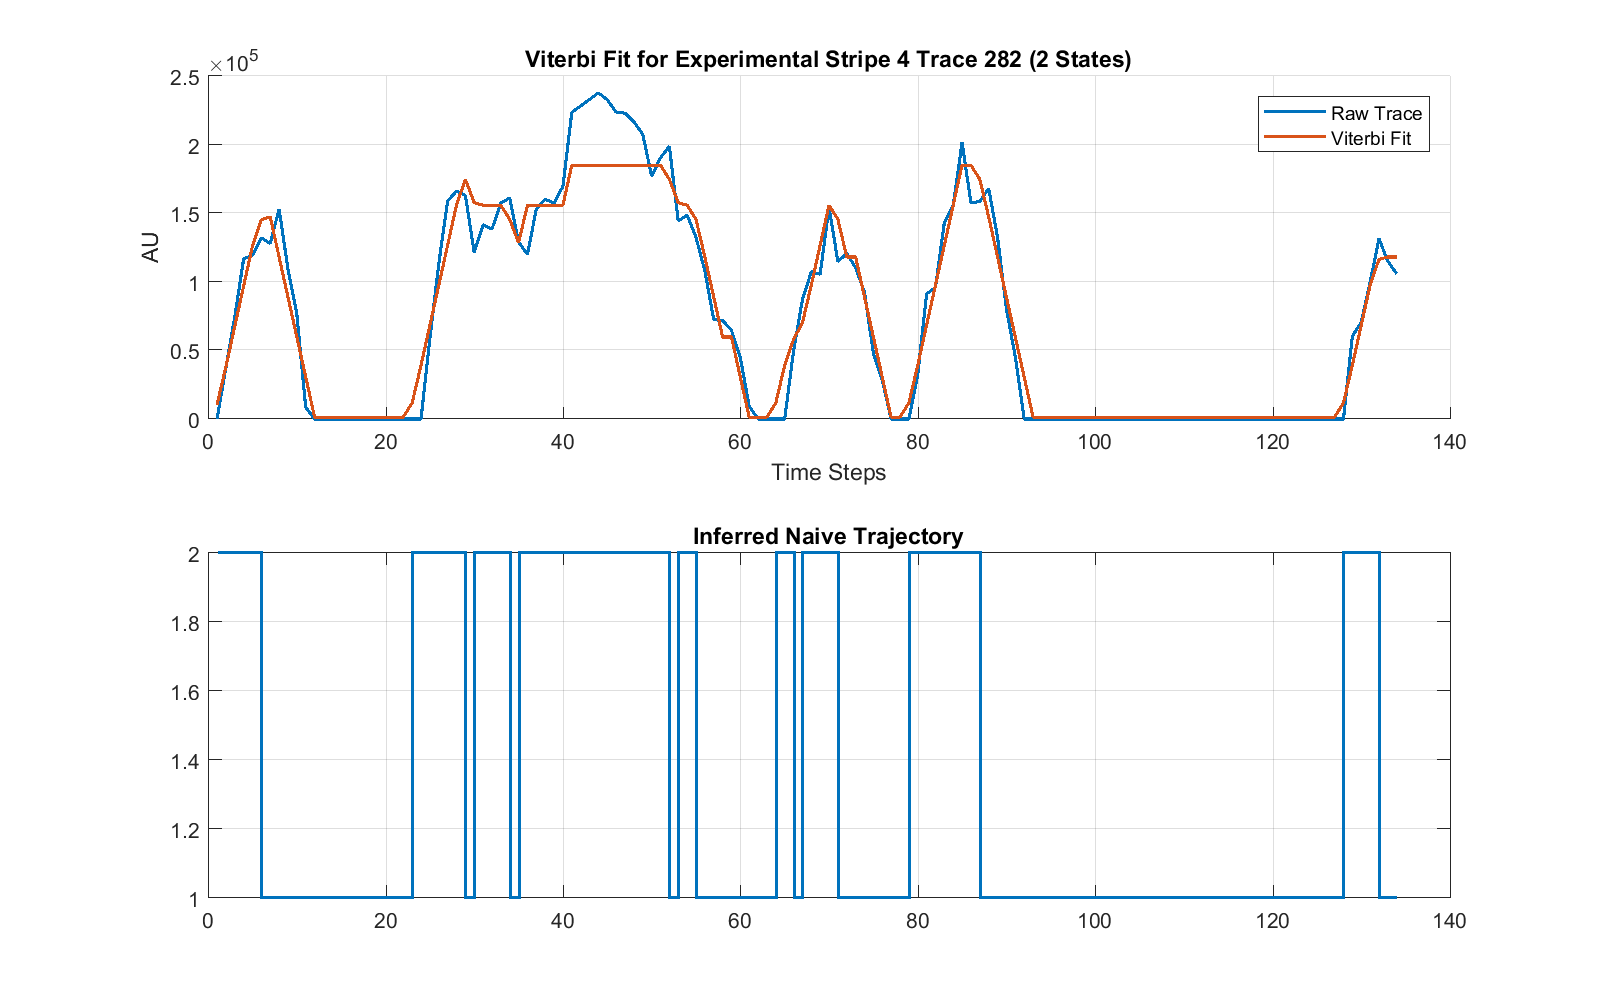 Viterbi Fit for Experimental Stripe 4 Trace 282 (2 States)
×10^5
2.5
2
1.5
1
0.5
0
AU
Raw Trace
Viterbi Fit
0 20 40 60 80 100 120 140
Time Steps
Inferred Naive Trajectory
2
1.8
1.6
1.4
1.2
1
0 20 40 60 80 100 120 140